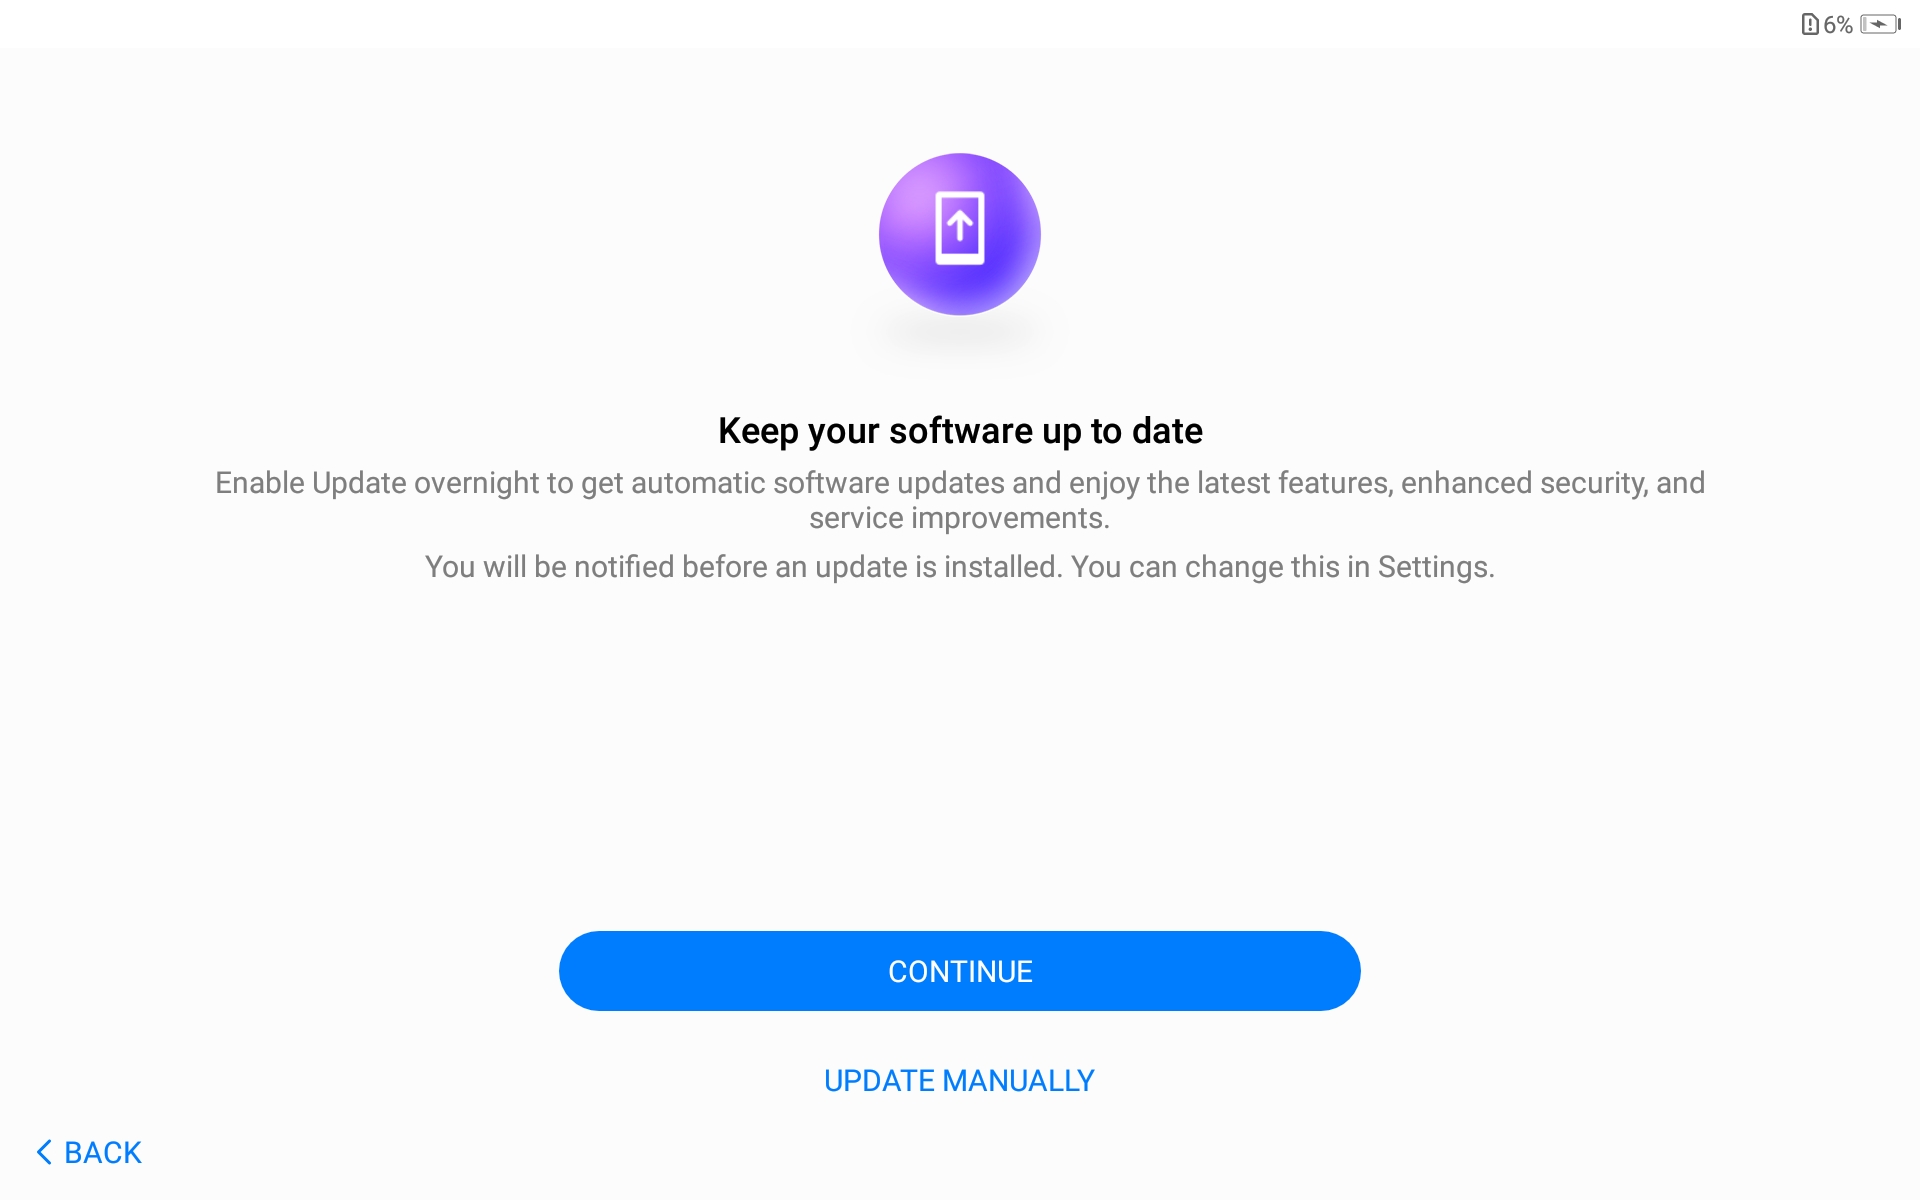 6%
Keep your software up to date
Enable Update overnight to get automatic software updates and enjoy the latest features, enhanced security, and
service improvements.
You will be notified before an update is installed. You can change this in Settings.
CONTINUE
UPDATE MANUALLY
BACK